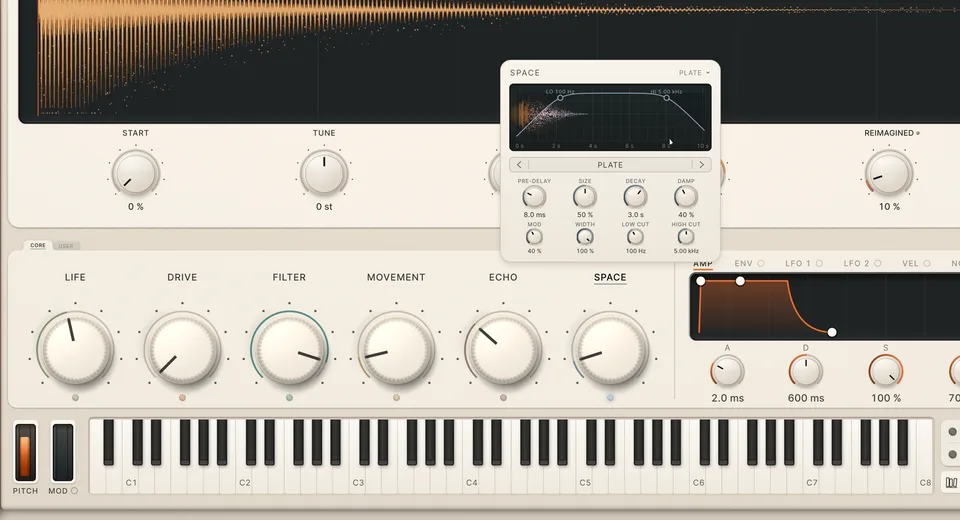 SPACE
PLATE
LO 100 Hz
HI 5.00 kHz
0 s 2 s 4 s 6 s 8 s 10 s
PLATE
PRE-DELAY SIZE DECAY DAMP
8.0 ms 50 % 3.0 s 40 %
MOD WIDTH LOW CUT HIGH CUT
40 % 100 % 100 Hz 5.00 kHz
START TUNE REIMAGINED
0 % 0 st 10 %
CORE USER
LIFE DRIVE FILTER MOVEMENT ECHO SPACE
AMP ENV LFO 1 LFO 2 VEL
A D S
2.0 ms 600 ms 100 % 70
C1 C2 C3 C4 C5 C6 C7 C8
PITCH MOD